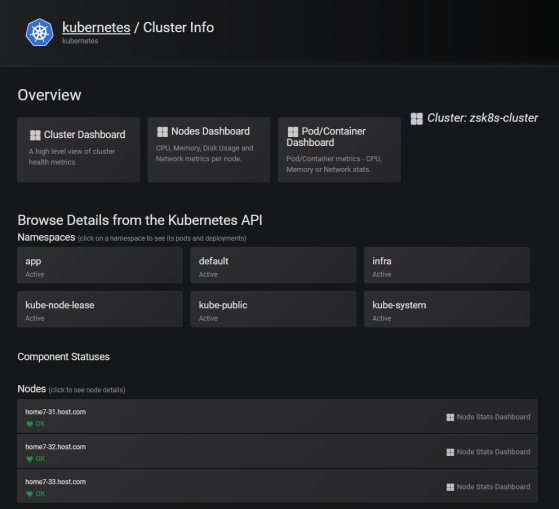 kubernetes / Cluster Info
kubernetes
Overview
Cluster: zsk8s-cluster
Cluster Dashboard
A high level view of cluster
health metrics.
Nodes Dashboard
CPU, Memory, Disk Usage and
Network metrics per node.
Pod/Container
Dashboard
Pod/Container metrics - CPU,
Memory or Network stats.
Browse Details from the Kubernetes API
Namespaces (click on a namespace to see its pods and deployments)
app
Active
default
Active
infra
Active
kube-node-lease
Active
kube-public
Active
kube-system
Active
Component Statuses
Nodes (click to see node details)
home7-31.host.com
OK
Node Stats Dashboard
home7-32.host.com
OK
Node Stats Dashboard
home7-33.host.com
OK
Node Stats Dashboard